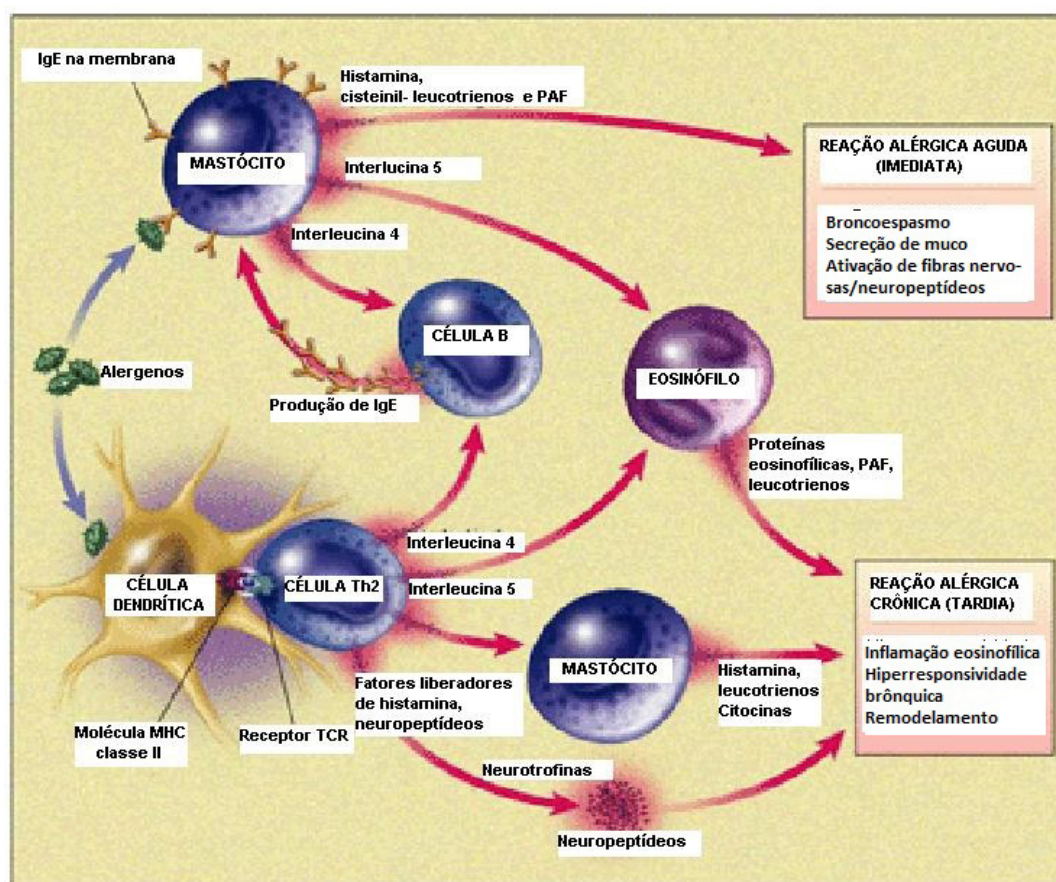 IgE na membrana
Histamina,
cisteinil- leucotrienos e PAF
MASTÓCITO
Interlucina 5
Interleucina 4
REAÇÃO ALÉRGICA AGUDA
(IMEDIATA)
Broncoespasmo
Secreção de muco
Ativação de fibras nervo-
sas/neuropeptídeos
CÉLULA B
Alergenos
Produção de IgE
EOSINÓFILO
Proteínas
eosinofílicas, PAF,
leucotrienos
CÉLULA
DENDRÍTICA
CÉLULA Th2
Interleucina 4
Interleucina 5
MASTÓCITO
Histamina,
leucotrienos
Citocinas
REAÇÃO ALÉRGICA
CRÔNICA (TARDIA)
Inflamação eosinofílica
Hiperresponsividade
brônquica
Remodelamento
Fatores liberadores
de histamina,
neuropeptídeos
Molécula MHC
classe II
Receptor TCR
Neurotrofinas
Neuropeptídeos